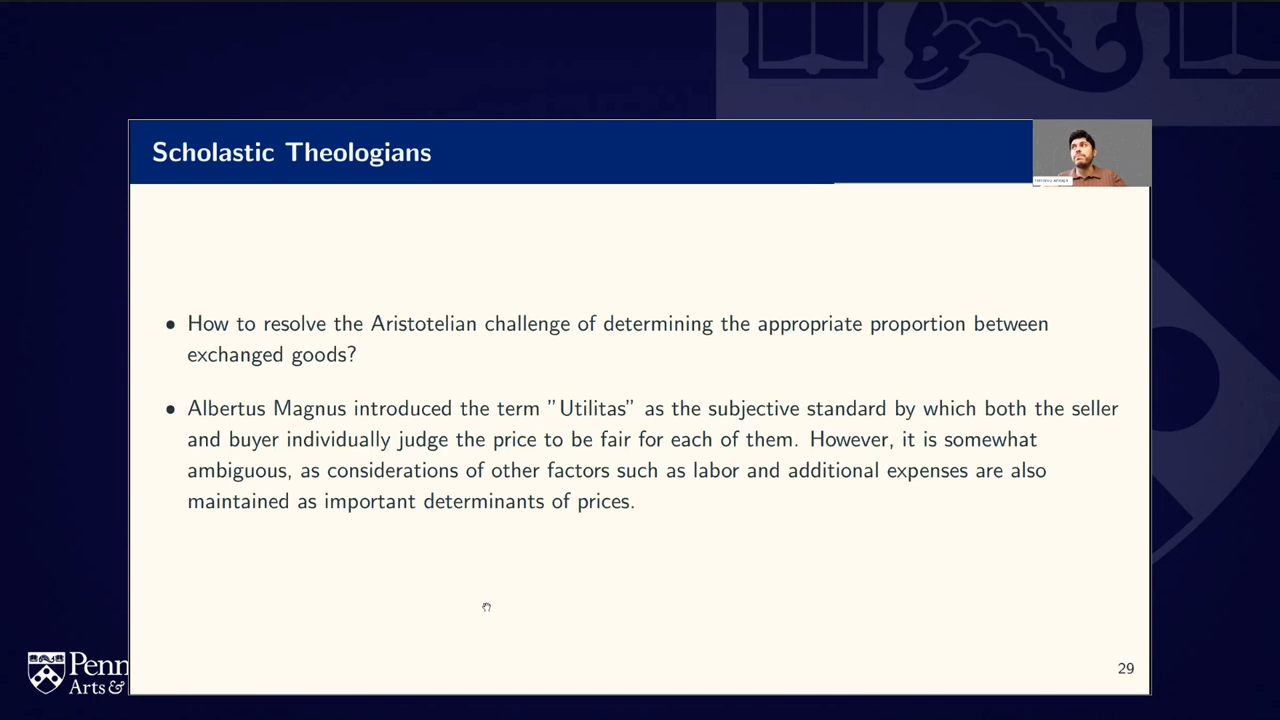 Scholastic Theologians
• How to resolve the Aristotelian challenge of determining the appropriate proportion between
exchanged goods?
• Albertus Magnus introduced the term ”Utilitas” as the subjective standard by which both the seller
and buyer individually judge the price to be fair for each of them. However, it is somewhat
ambiguous, as considerations of other factors such as labor and additional expenses are also
maintained as important determinants of prices.
29
Penn
Arts &